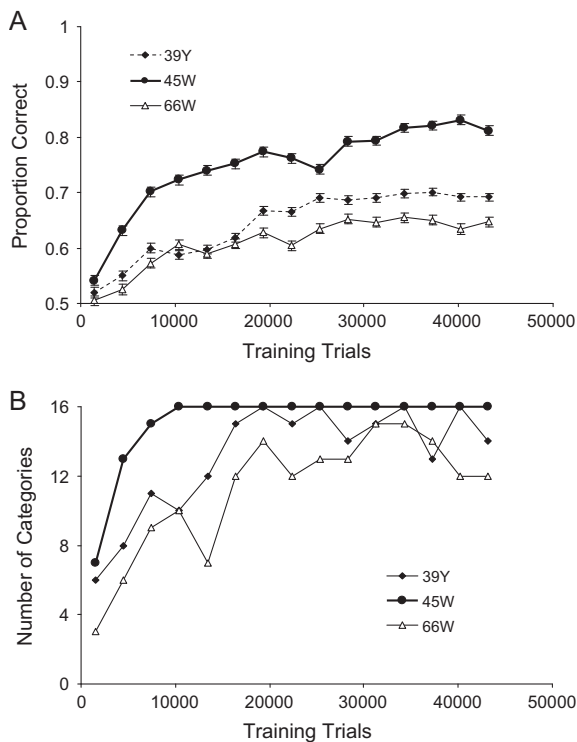 A
1
0.9
0.8
0.7
0.6
0.5
Proportion Correct
39Y
45W
66W
0 10000 20000 30000 40000 50000
Training Trials
B
16
12
8
4
0
Number of Categories
39Y
45W
66W
0 10000 20000 30000 40000 50000
Training Trials